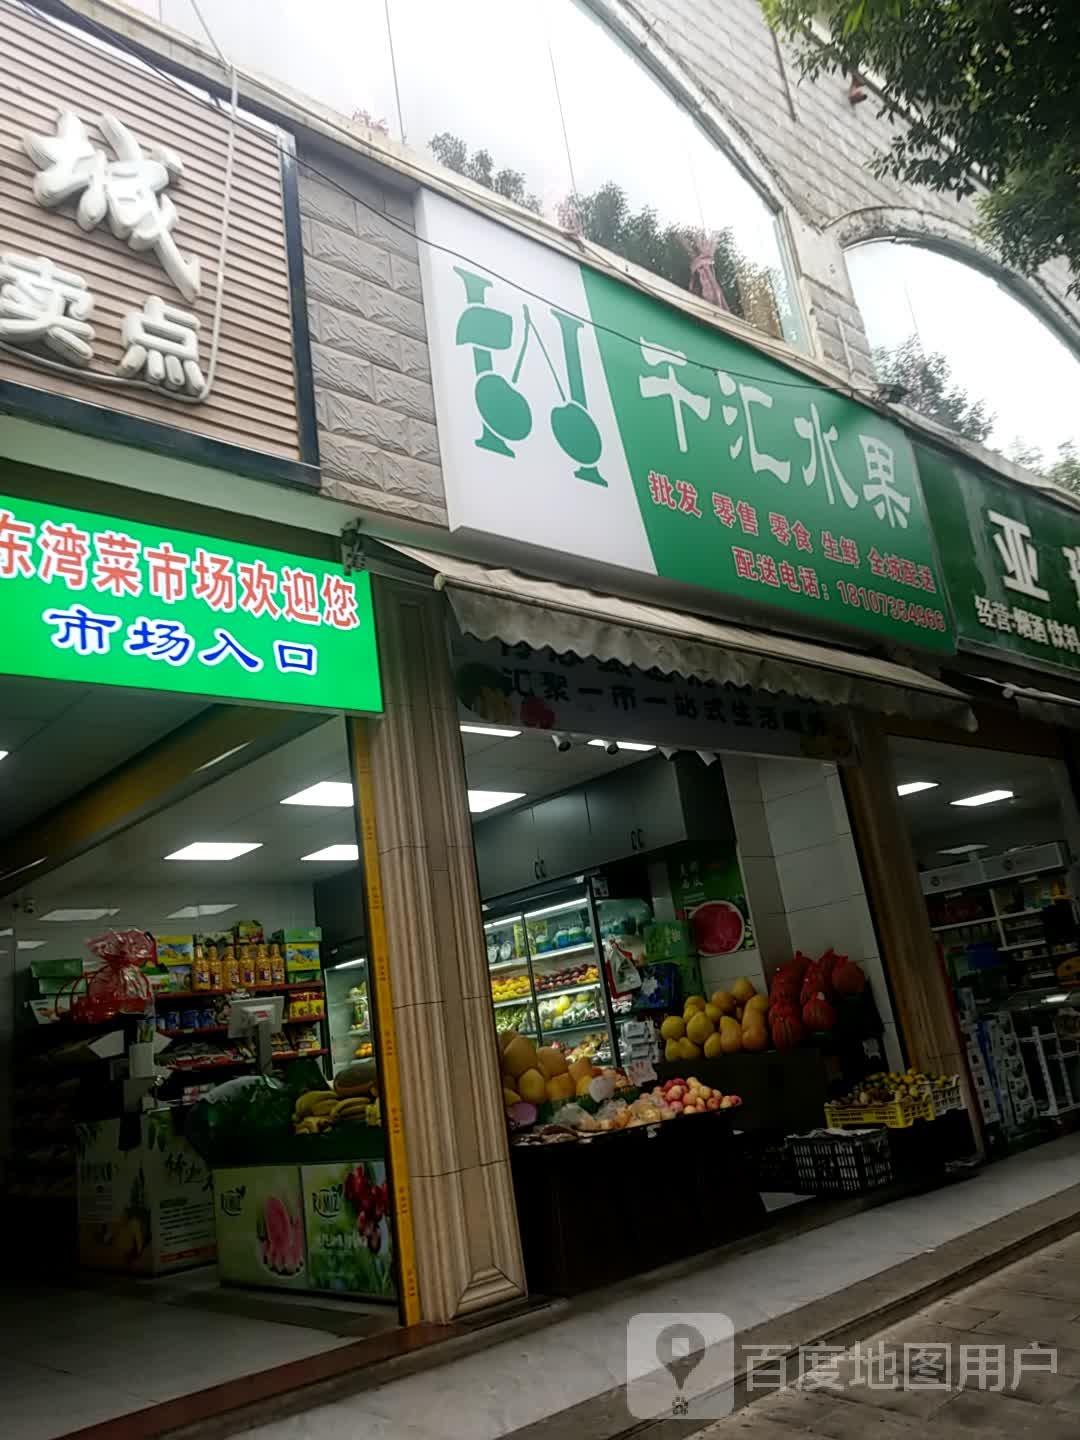 城
卖点
东湾菜市场欢迎您
市场入口
千汇水果
批发 零售 零食 生鲜 全城配送
配送电话：18107354966
亚
经营·烟酒 饮料
汇聚一市一站式生活
百度地图用户